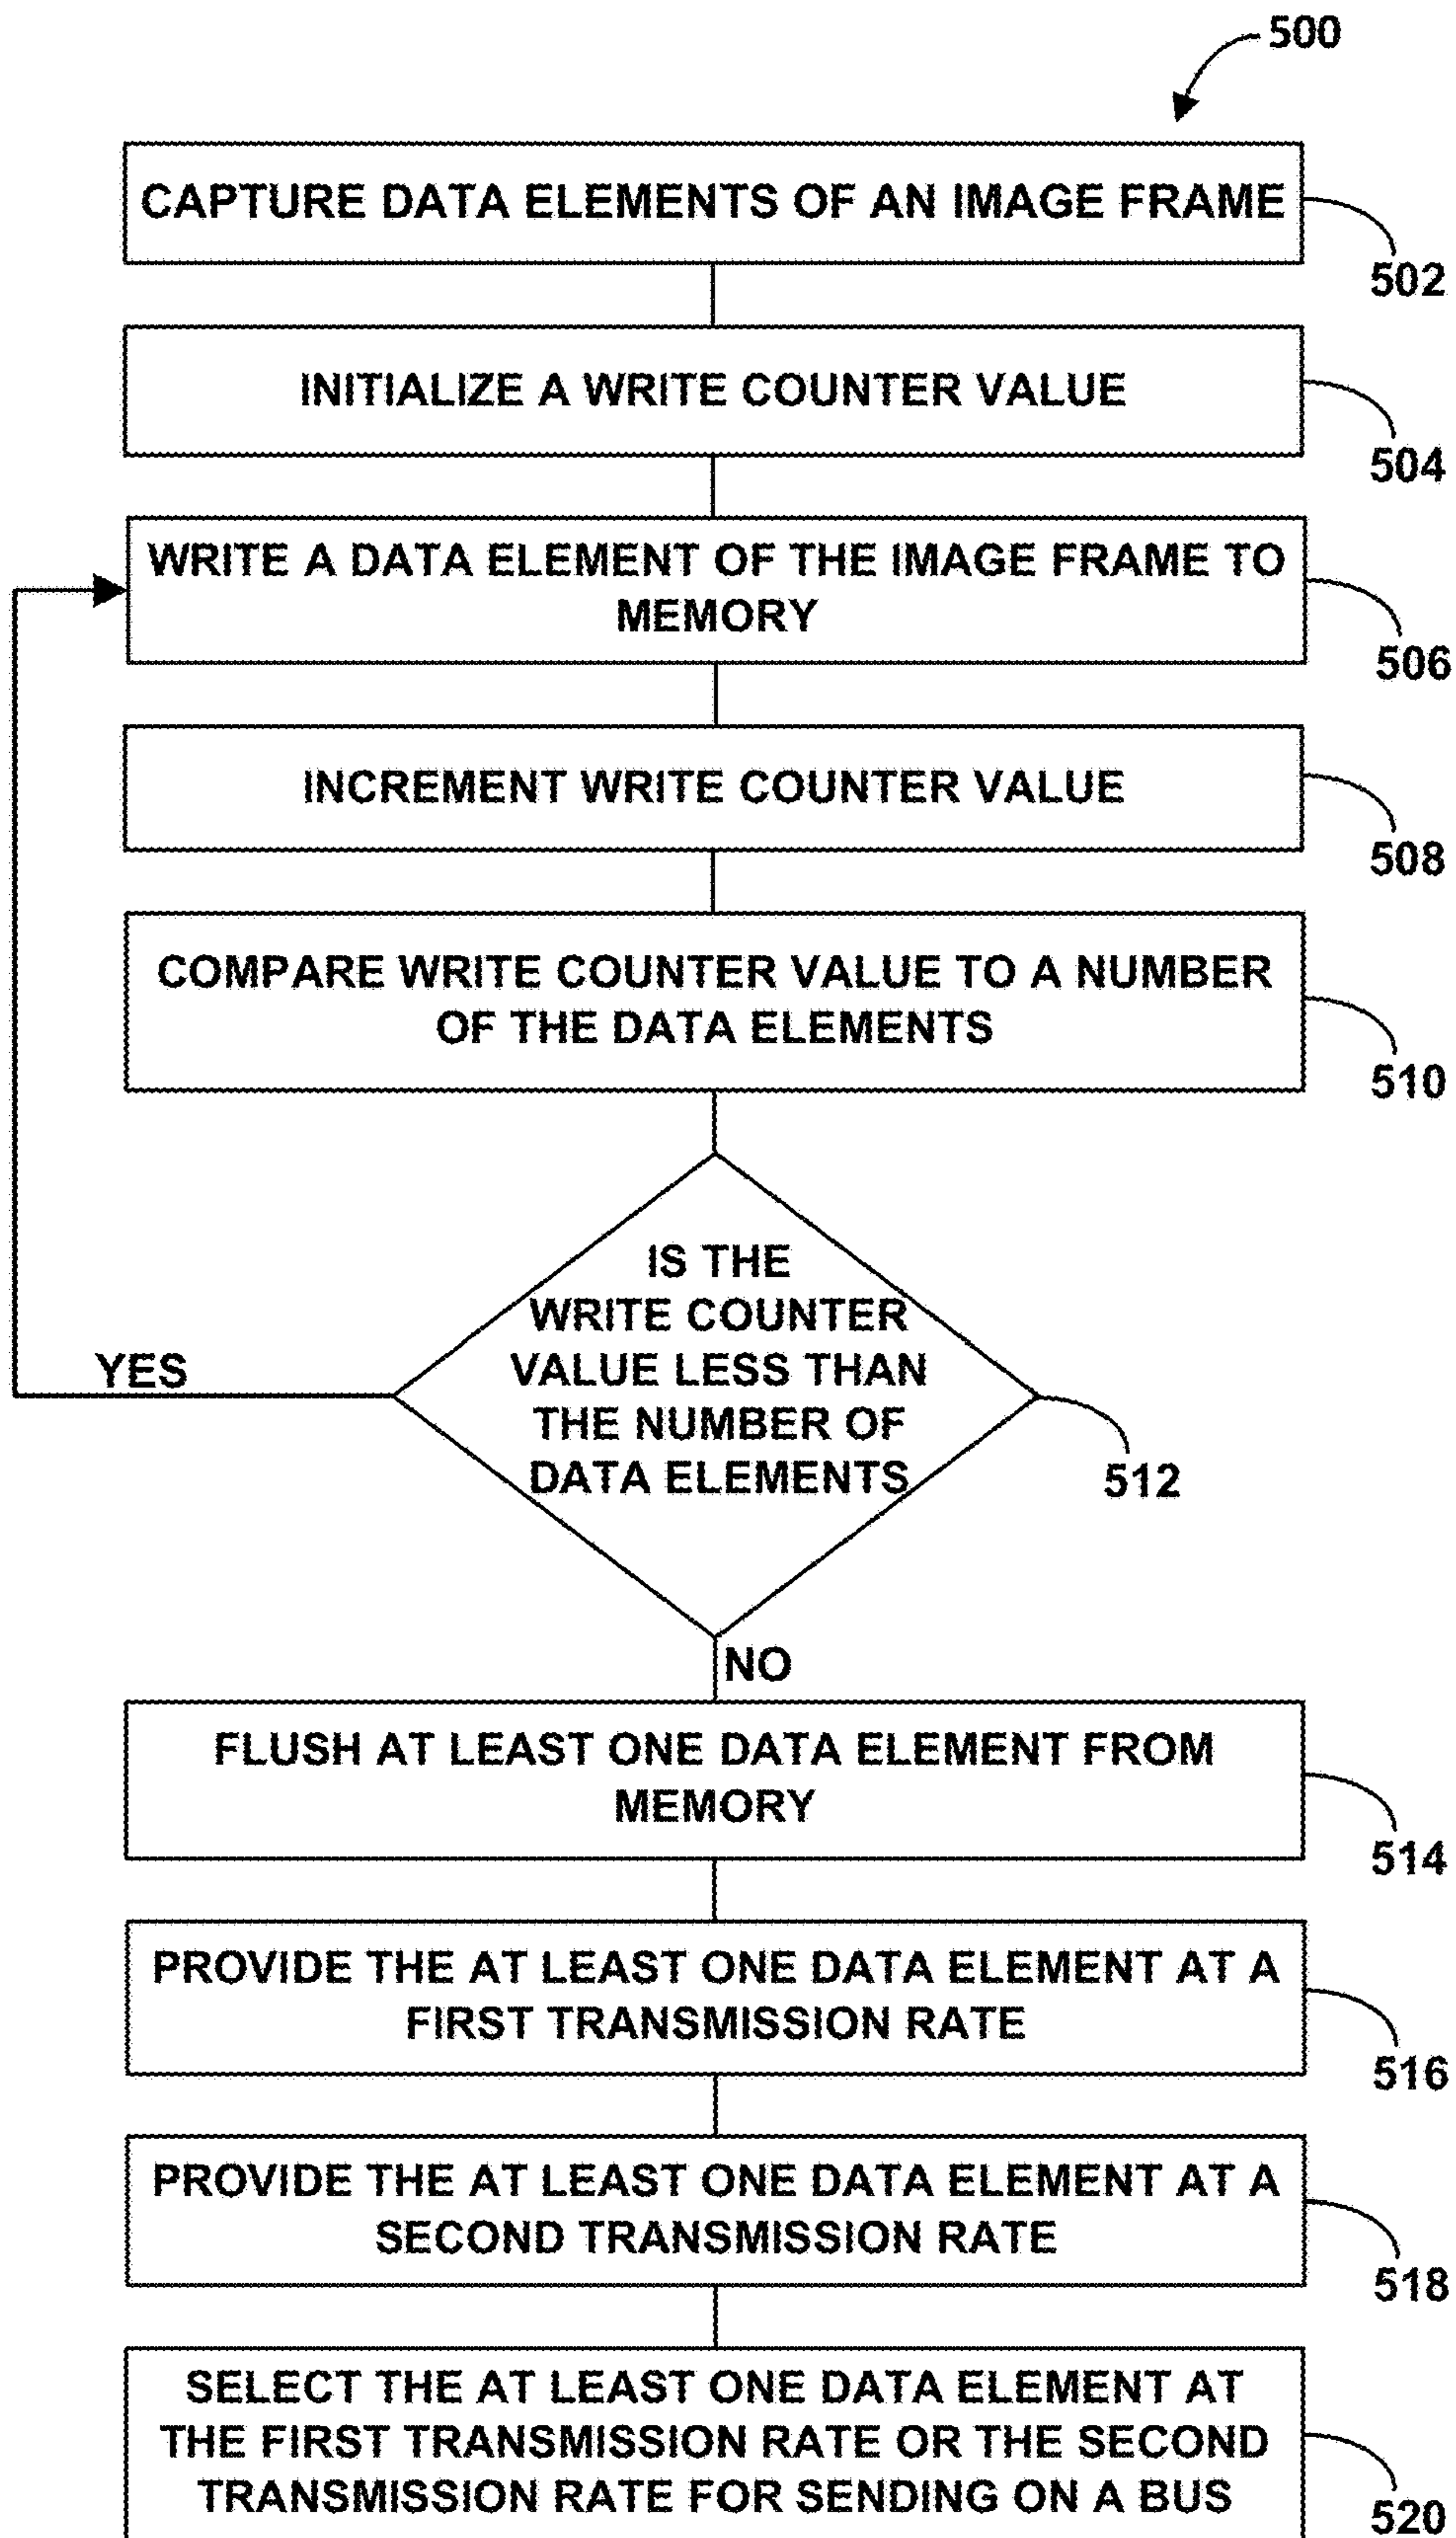 500
CAPTURE DATA ELEMENTS OF AN IMAGE FRAME
502
INITIALIZE A WRITE COUNTER VALUE
504
WRITE A DATA ELEMENT OF THE IMAGE FRAME TO
MEMORY
506
INCREMENT WRITE COUNTER VALUE
508
COMPARE WRITE COUNTER VALUE TO A NUMBER
OF THE DATA ELEMENTS
510
IS THE
WRITE COUNTER
VALUE LESS THAN
THE NUMBER OF
DATA ELEMENTS
YES
512
NO
FLUSH AT LEAST ONE DATA ELEMENT FROM
MEMORY
514
PROVIDE THE AT LEAST ONE DATA ELEMENT AT A
FIRST TRANSMISSION RATE
516
PROVIDE THE AT LEAST ONE DATA ELEMENT AT A
SECOND TRANSMISSION RATE
518
SELECT THE AT LEAST ONE DATA ELEMENT AT
THE FIRST TRANSMISSION RATE OR THE SECOND
TRANSMISSION RATE FOR SENDING ON A BUS
520